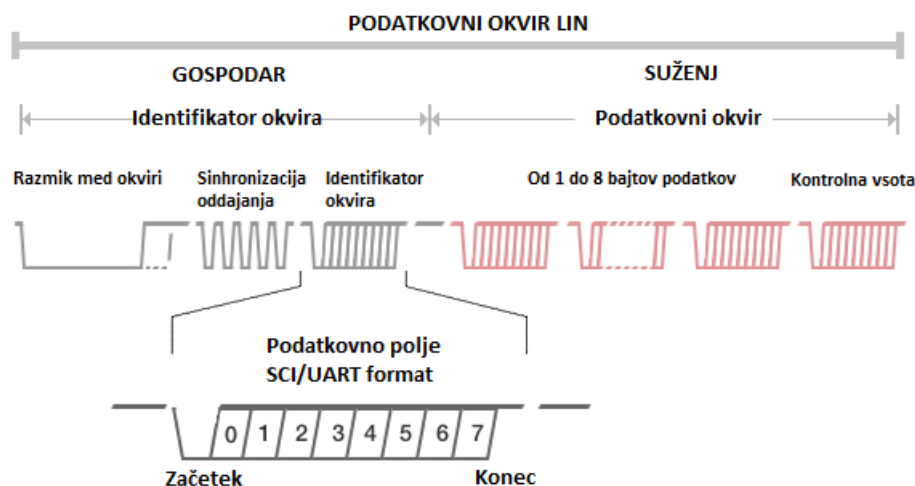 PODATKOVNI OKVIR LIN
GOSPODAR
SUŽENJ
Identifikator okvira
Podatkovni okvir
Razmik med okviri
Sinhronizacija
oddajanja
Identifikator
okvira
Od 1 do 8 bajtov podatkov
Kontrolna vsota
Podatkovno polje
SCI/UART format
0 1 2 3 4 5 6 7
Začetek
Konec